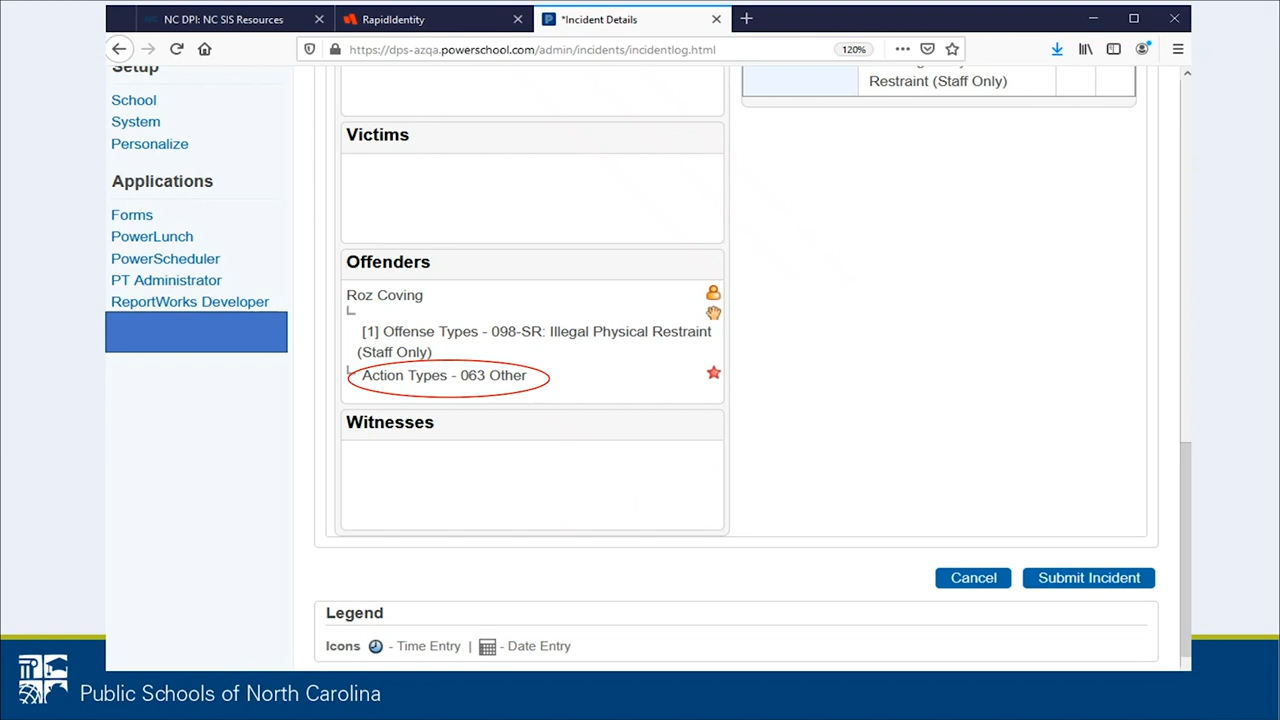 NC DPI: NC SIS Resources
RapidIdentity
*Incident Details
https://dps-azqa.powerschool.com/admin/incidents/incidentlog.html
120%
Setup
School
System
Personalize
Applications
Forms
PowerLunch
PowerScheduler
PT Administrator
ReportWorks Developer
Restraint (Staff Only)
Victims
Offenders
Roz Coving
[1] Offense Types - 098-SR: Illegal Physical Restraint
(Staff Only)
Action Types - 063 Other
Witnesses
Cancel
Submit Incident
Legend
Icons - Time Entry | - Date Entry
Public Schools of North Carolina